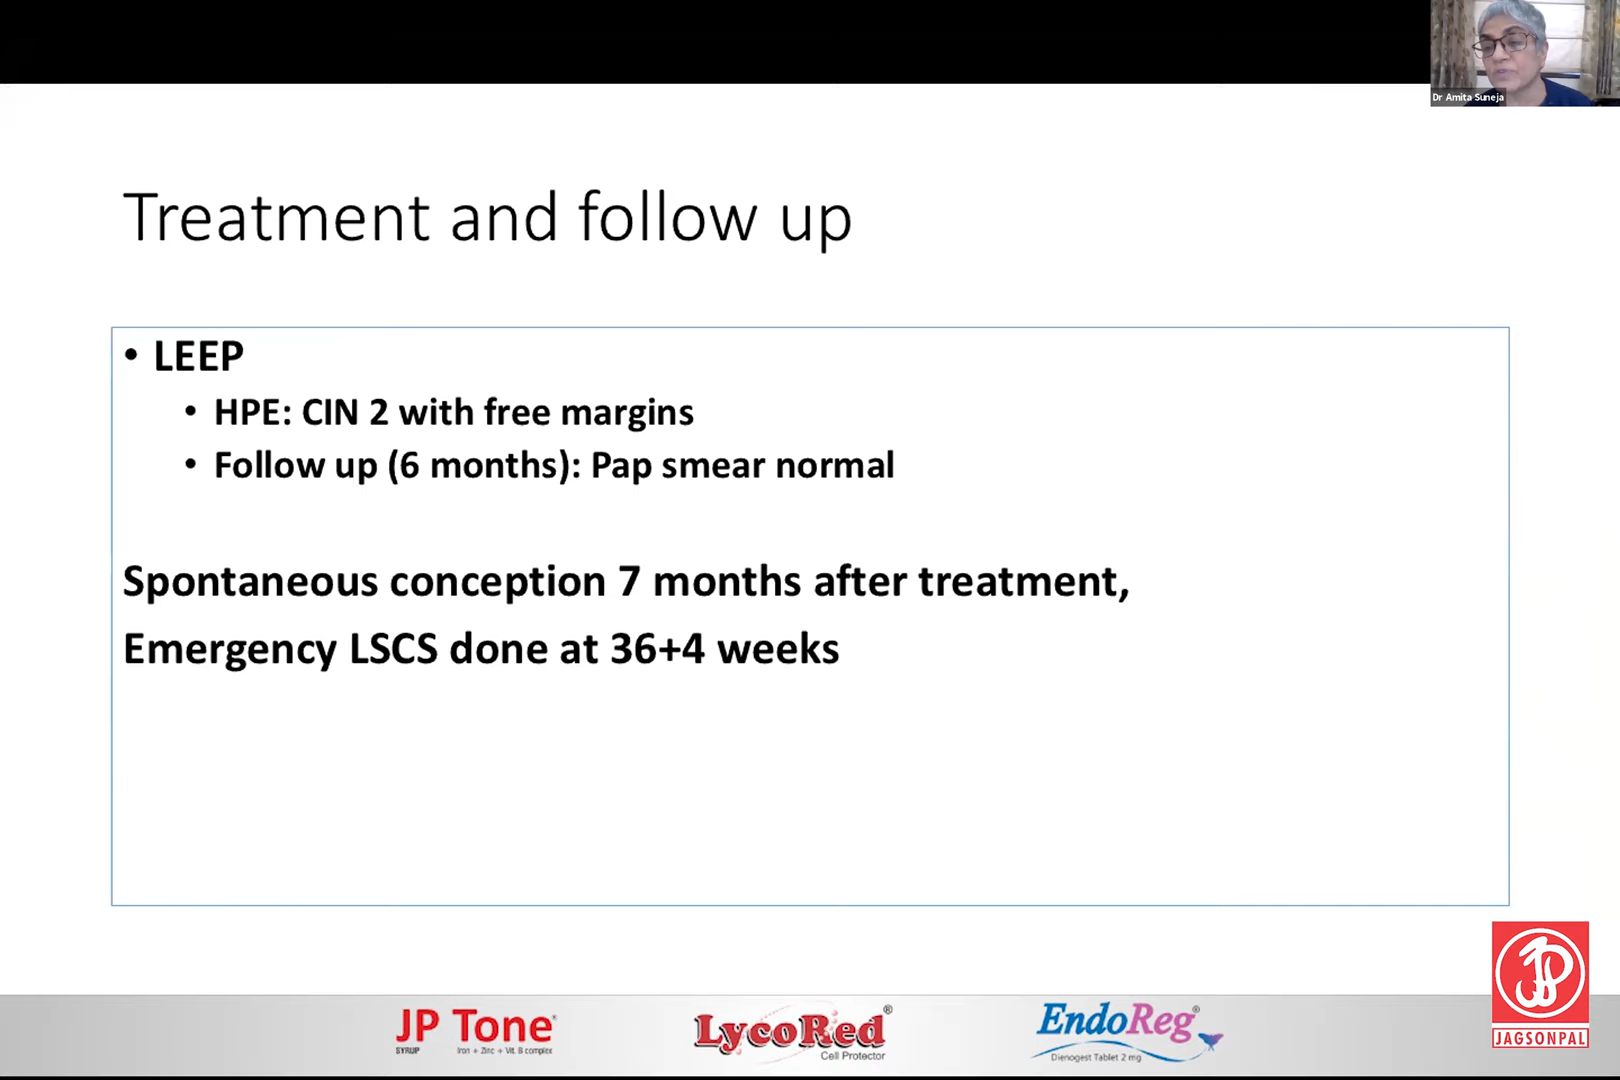 Dr Amita Suneja
Treatment and follow up
• LEEP
• HPE: CIN 2 with free margins
• Follow up (6 months): Pap smear normal
Spontaneous conception 7 months after treatment,
Emergency LSCS done at 36+4 weeks
JP Tone
SYRUP Iron + Zinc + Vit. B complex
LycoRed®
Cell Protector
EndoReg®
Dienogest Tablet 2 mg
JAGSONPAL